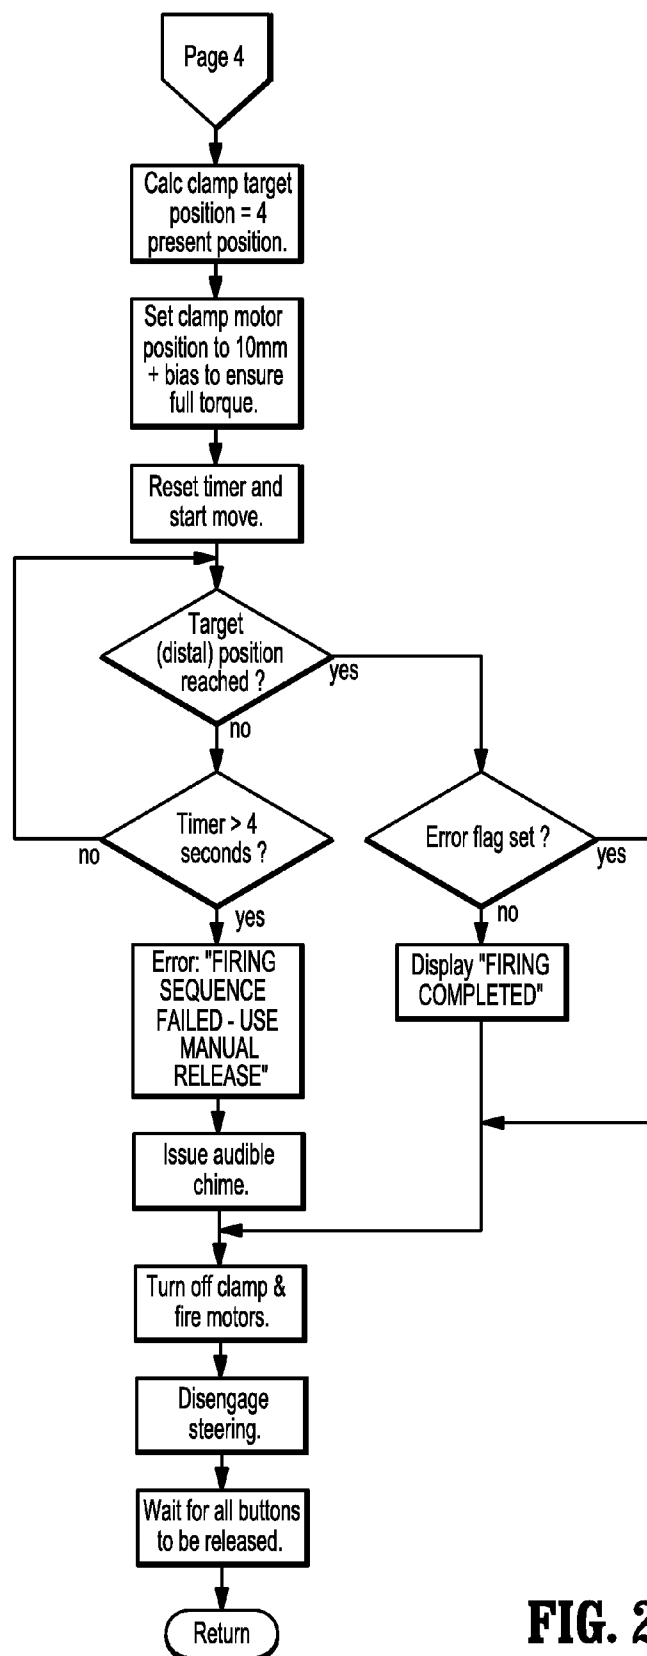 Page 4
Calc clamp target
position = 4
present position.
Set clamp motor
position to 10mm
+ bias to ensure
full torque.
Reset timer and
start move.
Target
(distal) position
reached ?
yes
no
Timer > 4
seconds ?
no
yes
Error flag set ?
yes
no
Error: "FIRING
SEQUENCE
FAILED - USE
MANUAL
RELEASE"
Display "FIRING
COMPLETED"
Issue audible
chime.
Turn off clamp &
fire motors.
Disengage
steering.
Wait for all buttons
to be released.
Return
FIG. 2